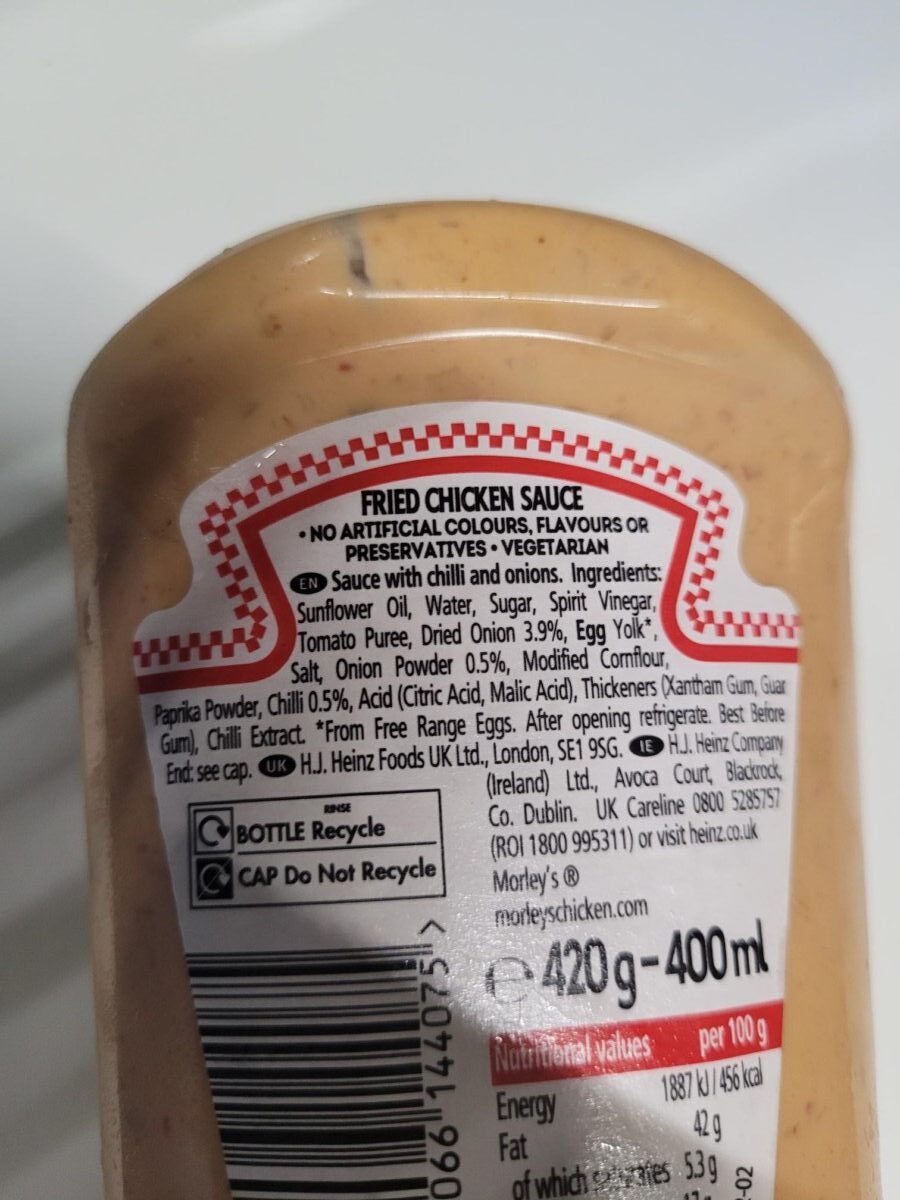 FRIED CHICKEN SAUCE
• NO ARTIFICIAL COLOURS, FLAVOURS OR
PRESERVATIVES • VEGETARIAN
EN Sauce with chilli and onions. Ingredients:
Sunflower Oil, Water, Sugar, Spirit Vinegar,
Tomato Puree, Dried Onion 3.9%, Egg Yolk*,
Salt, Onion Powder 0.5%, Modified Cornflour,
Paprika Powder, Chilli 0.5%, Acid (Citric Acid, Malic Acid), Thickeners (Xantham Gum, Guar
Gum), Chilli Extract. *From Free Range Eggs. After opening refrigerate. Best Before
End: see cap. UK H.J. Heinz Foods UK Ltd., London, SE1 9SG. IE H.J. Heinz Company
(Ireland) Ltd., Avoca Court, Blackrock,
Co. Dublin. UK Careline 0800 5285757
(ROI 1800 995311) or visit heinz.co.uk
Morley's ®
morleyschicken.com
RINSE
BOTTLE Recycle
CAP Do Not Recycle
e 420 g - 400 ml
Nutritional values per 100 g
Energy 1887 kJ / 456 kcal
Fat 42 g
of which 5.3 g
066 144075 >
-02